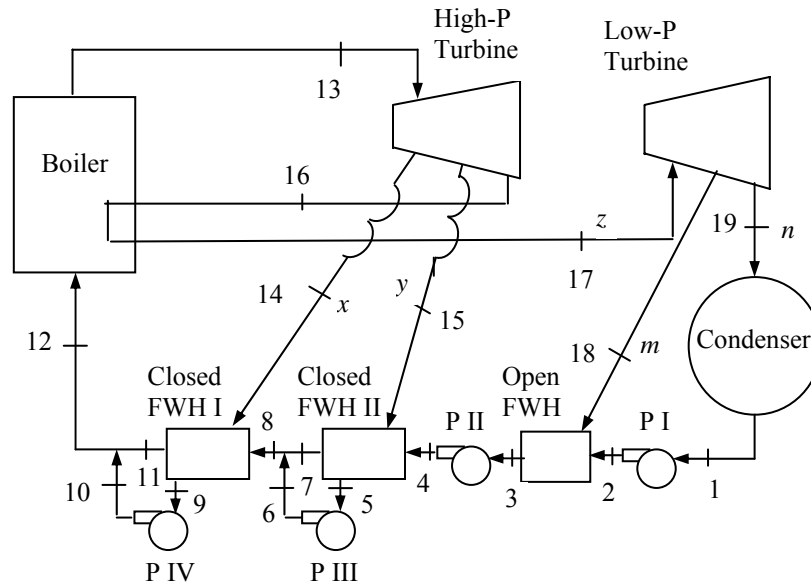 High-P
Turbine
Low-P
Turbine
13
Boiler
16
19
n
z
17
14
x
y
15
Condenser
12
18
m
Closed
FWH I
Closed
FWH II
Open
FWH
8
P II
P I
11
7
4
3
2
1
10
9
6
5
P IV
P III